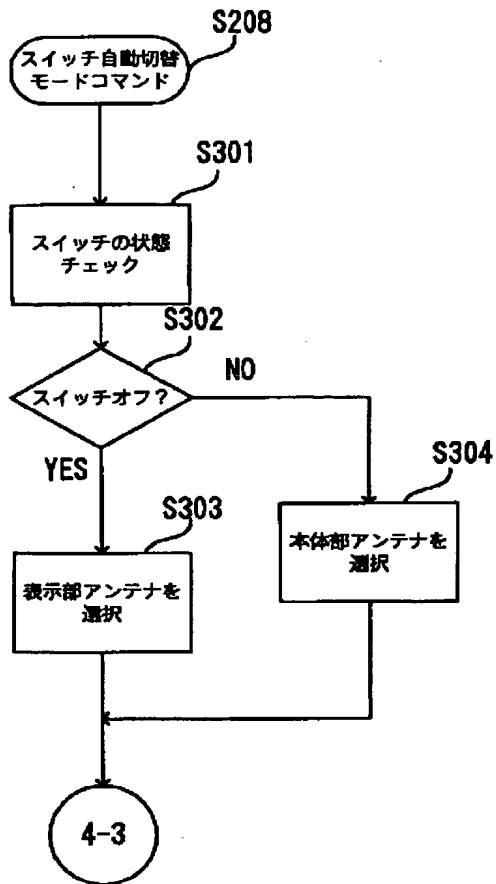 S208
スイッチ自動切替
モードコマンド
S301
スイッチの状態
チェック
S302
スイッチオフ？
NO
YES
S303
表示部アンテナを
選択
S304
本体部アンテナを
選択
4-3